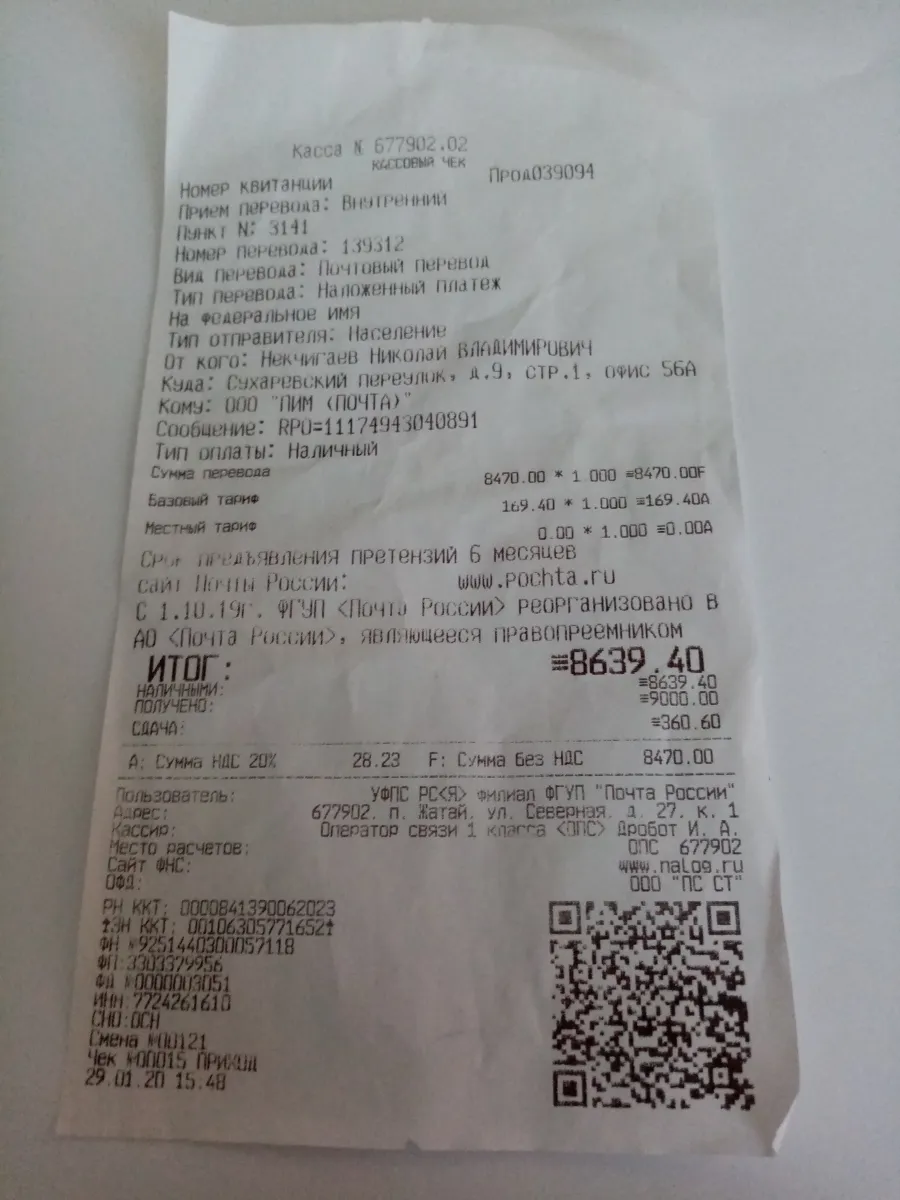 Касса № 677902.02
КАССОВЫЙ ЧЕК
Номер квитанции Прод039094
Прием перевода: Внутренний
Пункт N: 3141
Номер перевода: 139312
Вид перевода: Почтовый перевод
Тип перевода: Наложенный платеж
На федеральное имя
Тип отправителя: Население
От кого: Некчигаев Николай ВЛАДИМИРОВИЧ
Куда: Сухаревский переулок, д.9, стр.1, офис 56А
Кому: ООО "ПИМ (ПОЧТА)"
Сообщение: RPO=11174943040891
Тип оплаты: Наличный
Сумма перевода 8470.00 * 1.000 ≡8470.00F
Базовый тариф 169.40 * 1.000 ≡169.40А
Местный тариф 0.00 * 1.000 ≡0.00А
Срок предъявления претензий 6 месяцев
сайт Почты России: www.pochta.ru
С 1.10.19г. ФГУП <Почта России> реорганизовано в
АО <Почта России>, являющееся правопреемником
ИТОГ: ≡8639.40
НАЛИЧНЫМИ: ≡8639.40
ПОЛУЧЕНО: ≡9000.00
СДАЧА: ≡360.60
А: Сумма НДС 20% 28.23 F: Сумма без НДС 8470.00
Пользователь: УФПС РС<Я> филиал ФГУП "Почта России"
Адрес: 677902. п. Жатай. ул. Северная. д. 27. к. 1
Кассир: Оператор связи 1 класса <ОПС> Дробот И. А.
Место расчетов: ОПС 677902
Сайт ФНС: www.nalog.ru
ОФД: ООО "ПС СТ"
РН ККТ: 0000841390062023
↑ЗН ККТ: 00106305771652↑
ФН №9251440300057118
ФП:3303379956
ФД №0000003051
ИНН:7724261610
СНО:ОСН
Смена №00121
Чек №00015 ПРИХОД
29.01.20 15.48